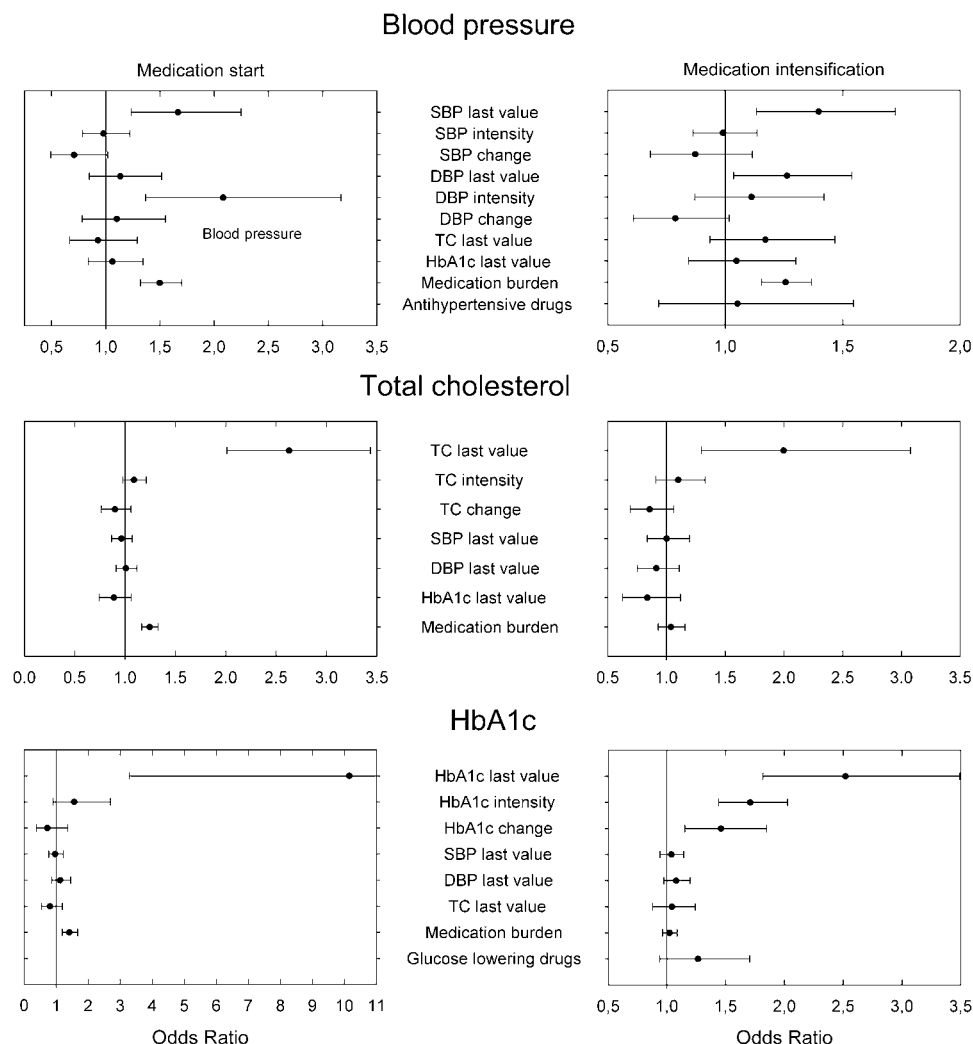 Blood pressure
Medication start
Medication intensification
SBP last value
SBP intensity
SBP change
DBP last value
DBP intensity
DBP change
Blood pressure
TC last value
HbA1c last value
Medication burden
Antihypertensive drugs
0,5 1,0 1,5 2,0 2,5 3,0 3,5
0,5 1,0 1,5 2,0
Total cholesterol
TC last value
TC intensity
TC change
SBP last value
DBP last value
HbA1c last value
Medication burden
0.0 0.5 1.0 1.5 2.0 2.5 3.0 3.5
0.5 1.0 1.5 2.0 2.5 3.0 3.5
HbA1c
HbA1c last value
HbA1c intensity
HbA1c change
SBP last value
DBP last value
TC last value
Medication burden
Glucose lowering drugs
0 1 2 3 4 5 6 7 8 9 10 11
0,5 1,0 1,5 2,0 2,5 3,0 3,5
Odds Ratio
Odds Ratio